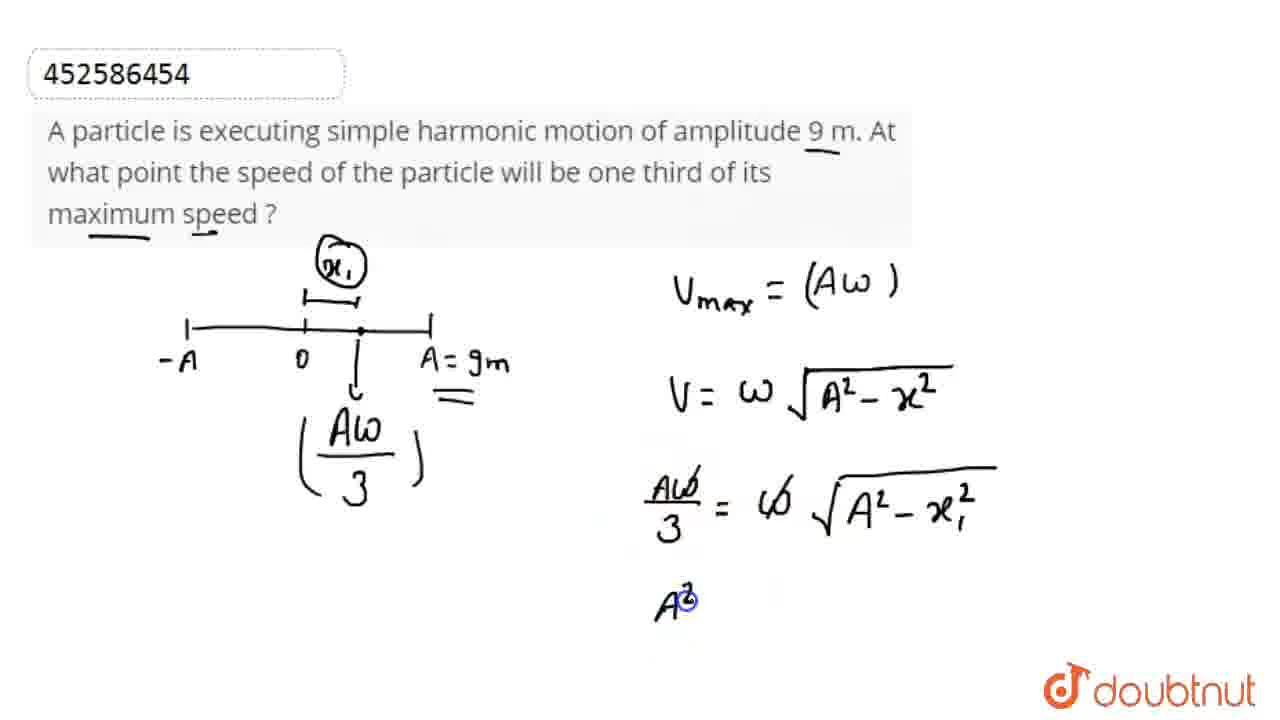 452586454
A particle is executing simple harmonic motion of amplitude 9 m. At
what point the speed of the particle will be one third of its
maximum speed ?
x₁
-A 0 A = 9m
(Aω/3)
Vmax = (Aω)
V = ω √(A² - x²)
Aω/3 = ω √(A² - x₁²)
A²
doubtnut